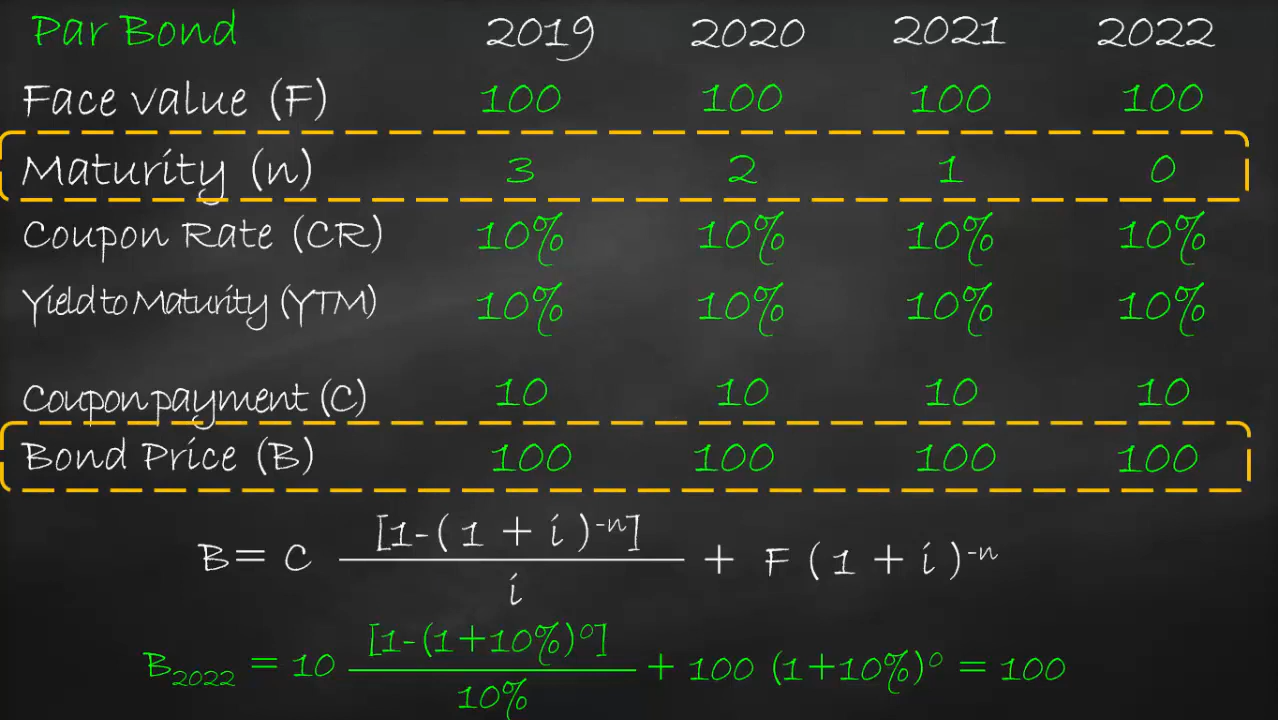 Par Bond 2019 2020 2021 2022
Face value (F) 100 100 100 100
Maturity (n) 3 2 1 0
Coupon Rate (CR) 10% 10% 10% 10%
Yield to Maturity (YTM) 10% 10% 10% 10%
Coupon payment (C) 10 10 10 10
Bond Price (B) 100 100 100 100
B= C [1-(1 + i)⁻ⁿ] / i + F (1 + i)⁻ⁿ
B₂₀₂₂ = 10 [1-(1+10%)⁰] / 10% + 100 (1+10%)⁰ = 100